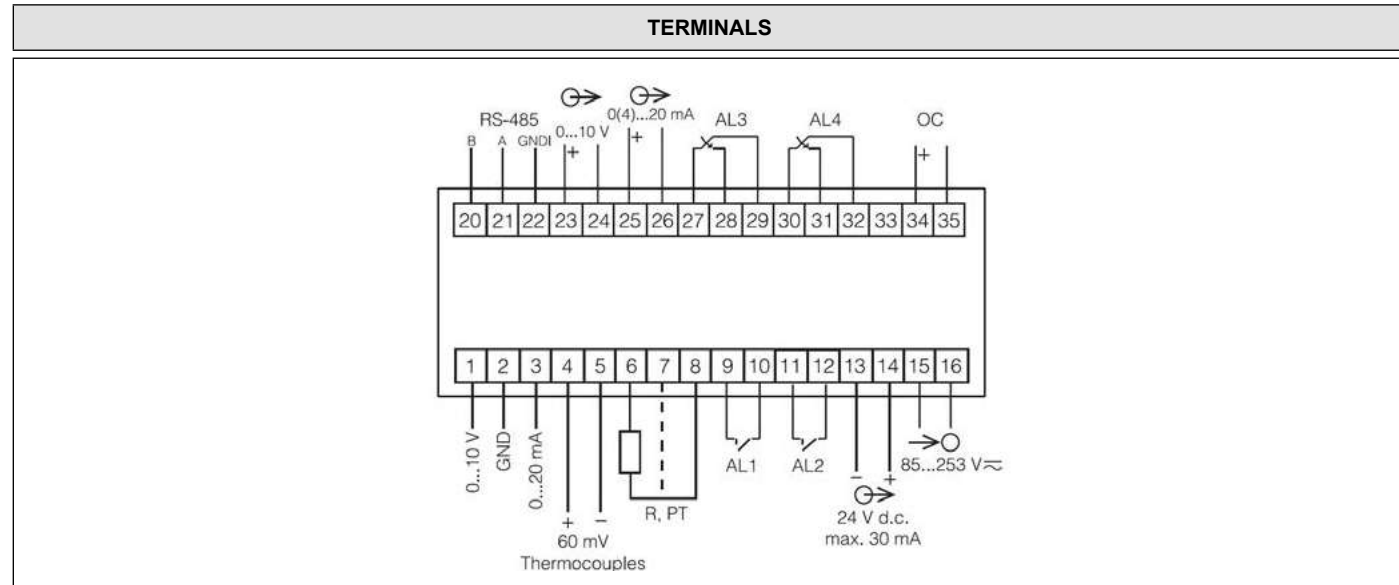 TERMINALS
RS-485
0...10 V
0(4)...20 mA
AL3
AL4
OC
B A GND
+
+
+
20 21 22 23 24 25 26 27 28 29 30 31 32 33 34 35
1 2 3 4 5 6 7 8 9 10 11 12 13 14 15 16
0...10 V
GND
0...20 mA
+ −
60 mV
Thermocouples
R, PT
AL1
AL2
− +
24 V d.c.
max. 30 mA
85...253 V